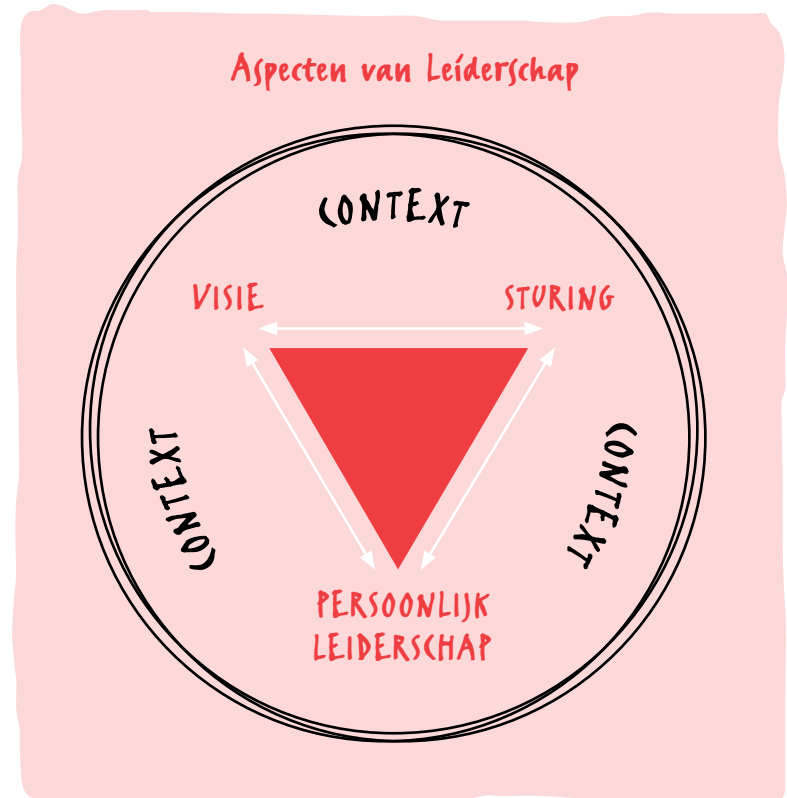 Aspecten van Leiderschap
CONTEXT
VISIE
STURING
CONTEXT
CONTEXT
PERSOONLIJK
LEIDERSCHAP